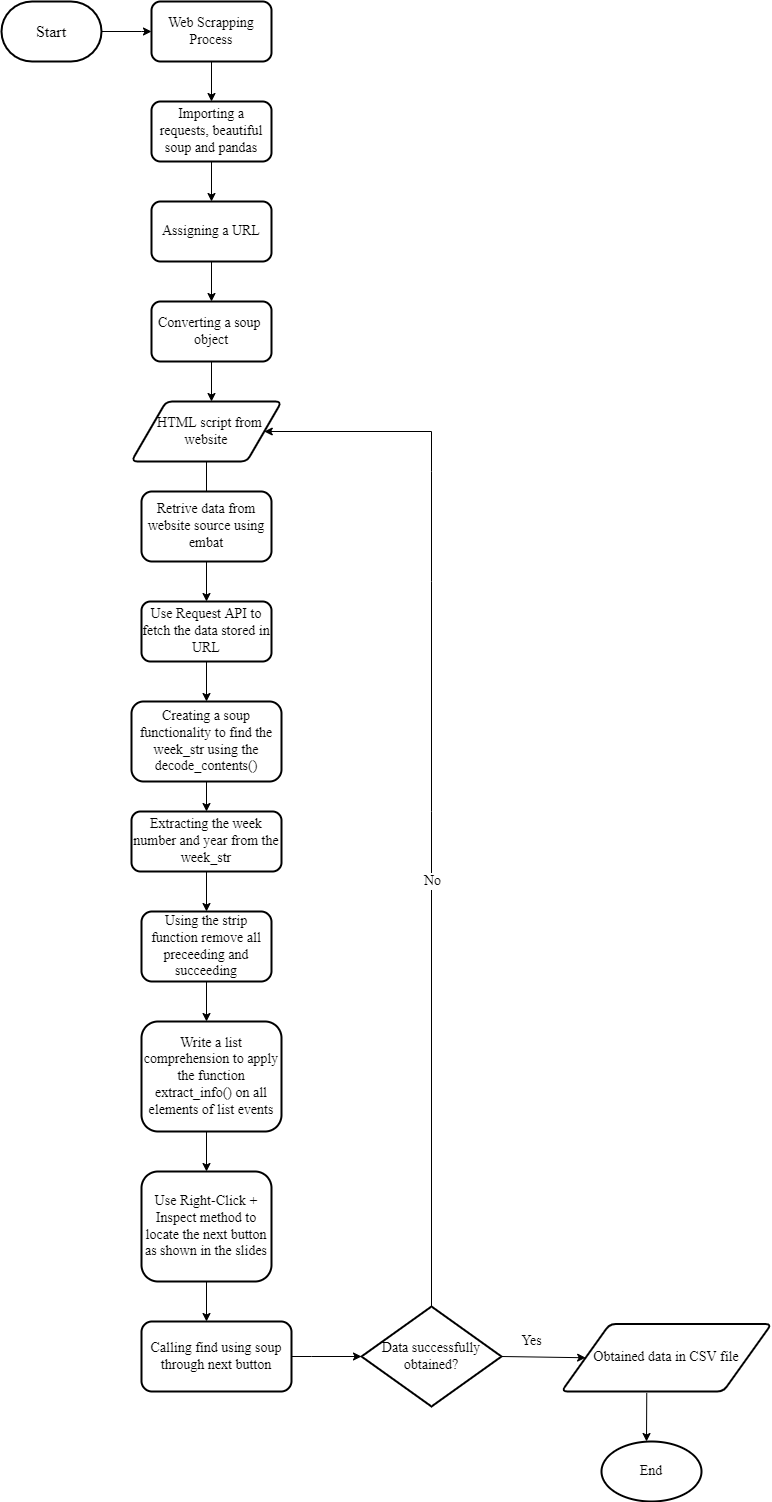 Start
Web Scrapping
Process
Importing a
requests, beautiful
soup and pandas
Assigning a URL
Converting a soup
object
HTML script from
website
Retrive data from
website source using
embat
Use Request API to
fetch the data stored in
URL
Creating a soup
functionality to find the
week_str using the
decode_contents()
Extracting the week
number and year from the
week_str
No
Using the strip
function remove all
preceeding and
succeeding
Write a list
comprehension to apply
the function
extract_info() on all
elements of list events
Use Right-Click +
Inspect method to
locate the next button
as shown in the slides
Calling find using soup
through next button
Data successfully
obtained?
Yes
Obtained data in CSV file
End